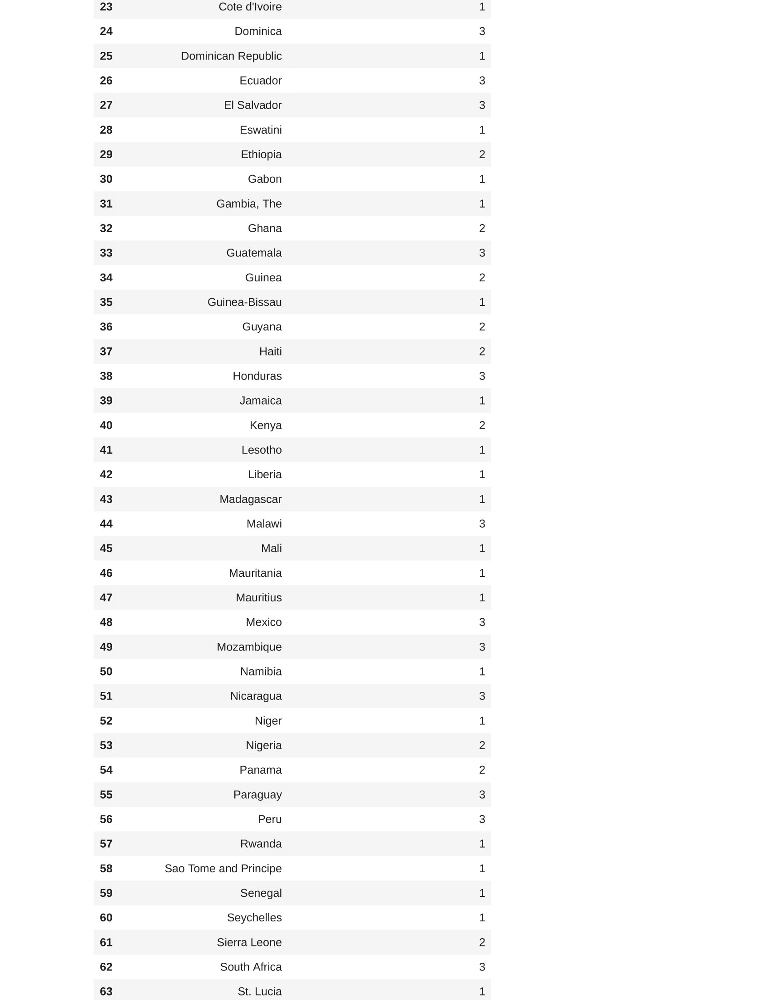 23 Cote d'Ivoire 1
24 Dominica 3
25 Dominican Republic 1
26 Ecuador 3
27 El Salvador 3
28 Eswatini 1
29 Ethiopia 2
30 Gabon 1
31 Gambia, The 1
32 Ghana 2
33 Guatemala 3
34 Guinea 2
35 Guinea-Bissau 1
36 Guyana 2
37 Haiti 2
38 Honduras 3
39 Jamaica 1
40 Kenya 2
41 Lesotho 1
42 Liberia 1
43 Madagascar 1
44 Malawi 3
45 Mali 1
46 Mauritania 1
47 Mauritius 1
48 Mexico 3
49 Mozambique 3
50 Namibia 1
51 Nicaragua 3
52 Niger 1
53 Nigeria 2
54 Panama 2
55 Paraguay 3
56 Peru 3
57 Rwanda 1
58 Sao Tome and Principe 1
59 Senegal 1
60 Seychelles 1
61 Sierra Leone 2
62 South Africa 3
63 St. Lucia 1